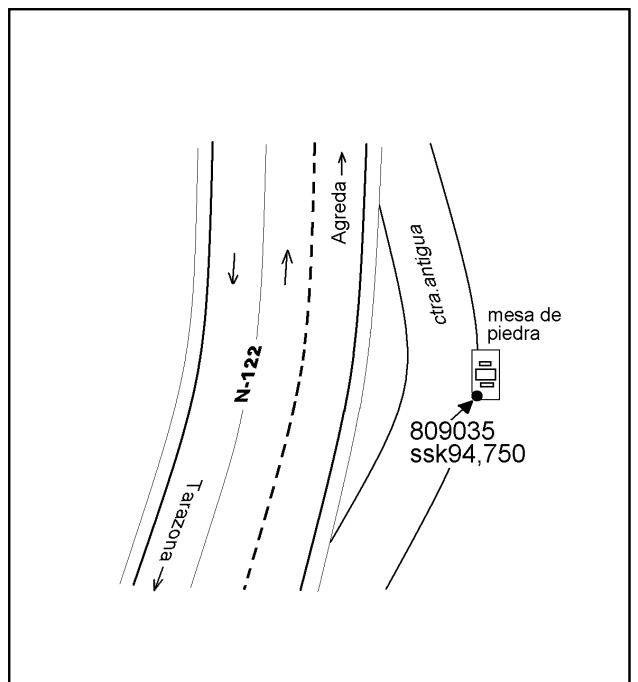 Agreda
ctra.antigua
mesa de
piedra
N-122
809035
ssk94,750
Tarazona